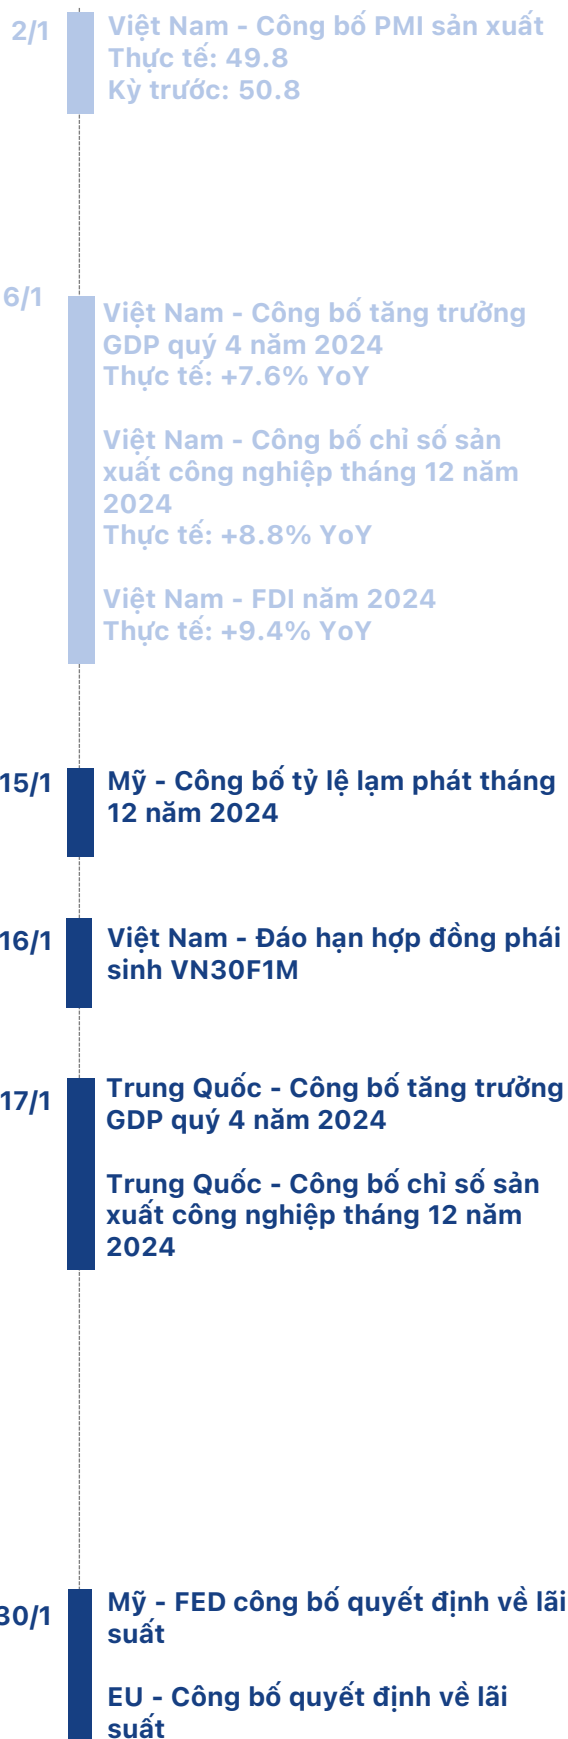 2/1
Việt Nam - Công bố PMI sản xuất
Thực tế: 49.8
Kỳ trước: 50.8
6/1
Việt Nam - Công bố tăng trưởng
GDP quý 4 năm 2024
Thực tế: +7.6% YoY
Việt Nam - Công bố chỉ số sản
xuất công nghiệp tháng 12 năm
2024
Thực tế: +8.8% YoY
Việt Nam - FDI năm 2024
Thực tế: +9.4% YoY
15/1
Mỹ - Công bố tỷ lệ lạm phát tháng
12 năm 2024
16/1
Việt Nam - Đáo hạn hợp đồng phái
sinh VN30F1M
17/1
Trung Quốc - Công bố tăng trưởng
GDP quý 4 năm 2024
Trung Quốc - Công bố chỉ số sản
xuất công nghiệp tháng 12 năm
2024
30/1
Mỹ - FED công bố quyết định về lãi
suất
EU - Công bố quyết định về lãi
suất